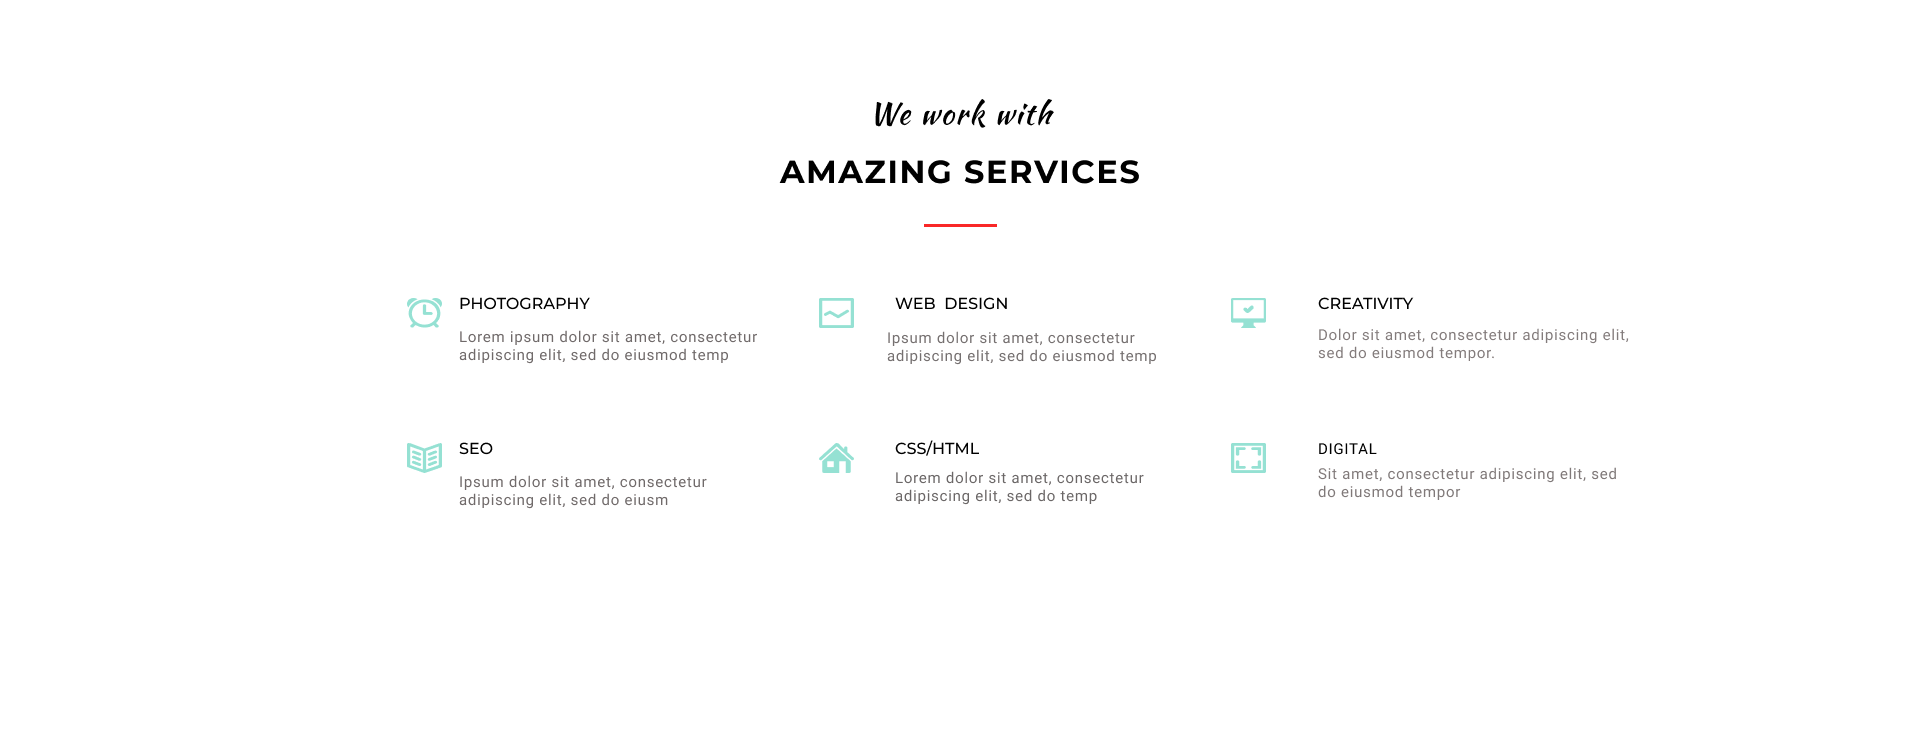 We work with
AMAZING SERVICES
PHOTOGRAPHY
Lorem ipsum dolor sit amet, consectetur
adipiscing elit, sed do eiusmod temp
WEB DESIGN
Ipsum dolor sit amet, consectetur
adipiscing elit, sed do eiusmod temp
CREATIVITY
Dolor sit amet, consectetur adipiscing elit,
sed do eiusmod tempor.
SEO
Ipsum dolor sit amet, consectetur
adipiscing elit, sed do eiusm
CSS/HTML
Lorem dolor sit amet, consectetur
adipiscing elit, sed do temp
DIGITAL
Sit amet, consectetur adipiscing elit, sed
do eiusmod tempor